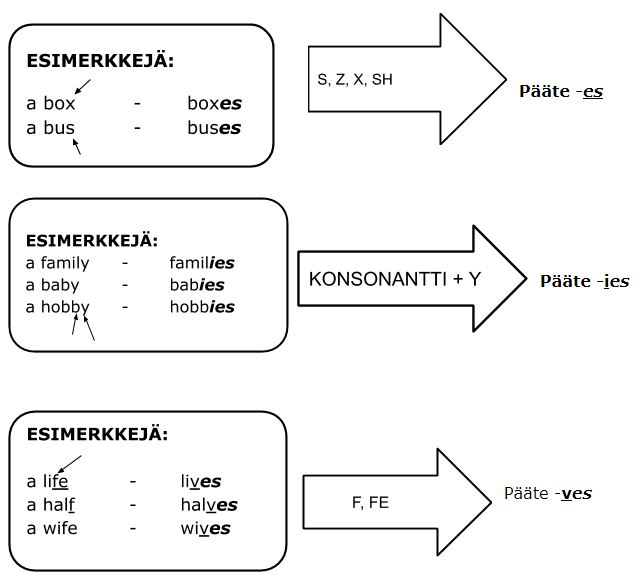 ESIMERKKEJÄ:
a box - boxes
a bus - buses
S, Z, X, SH
Pääte -es
ESIMERKKEJÄ:
a family - families
a baby - babies
a hobby - hobbies
KONSONANTTI + Y
Pääte -ies
ESIMERKKEJÄ:
a life - lives
a half - halves
a wife - wives
F, FE
Pääte -ves